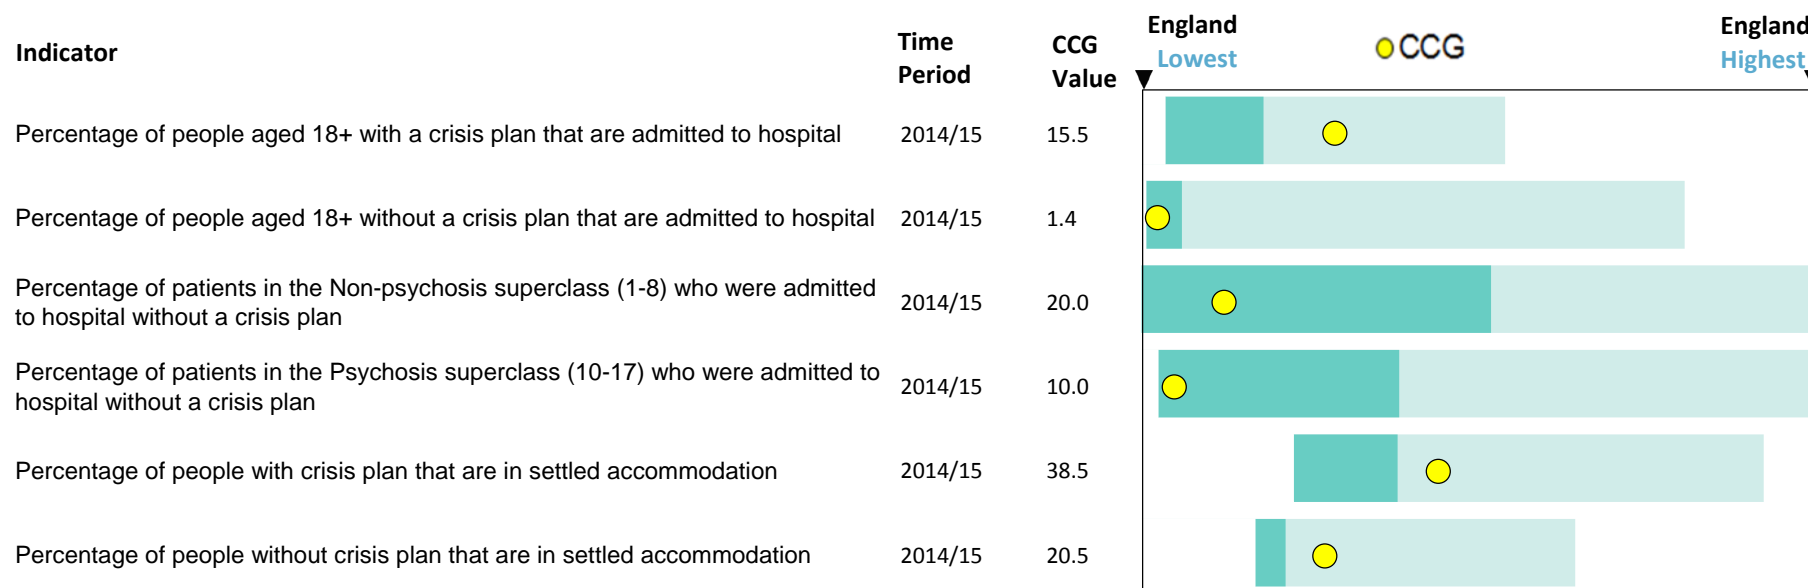 Indicator
Time Period
CCG Value
England Lowest
CCG
England Highest
Percentage of people aged 18+ with a crisis plan that are admitted to hospital 2014/15 15.5
Percentage of people aged 18+ without a crisis plan that are admitted to hospital 2014/15 1.4
Percentage of patients in the Non-psychosis superclass (1-8) who were admitted
to hospital without a crisis plan
2014/15 20.0
Percentage of patients in the Psychosis superclass (10-17) who were admitted to
hospital without a crisis plan
2014/15 10.0
Percentage of people with crisis plan that are in settled accommodation 2014/15 38.5
Percentage of people without crisis plan that are in settled accommodation 2014/15 20.5